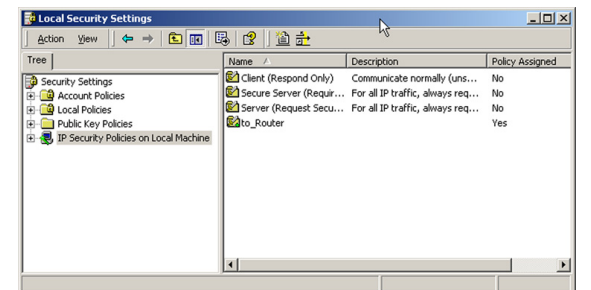 Local Security Settings
Action View
Tree
Name Description Policy Assigned
Security Settings
Account Policies
Local Policies
Public Key Policies
IP Security Policies on Local Machine
Client (Respond Only) Communicate normally (uns... No
Secure Server (Requir... For all IP traffic, always req... No
Server (Request Secu... For all IP traffic, always req... No
to_Router Yes